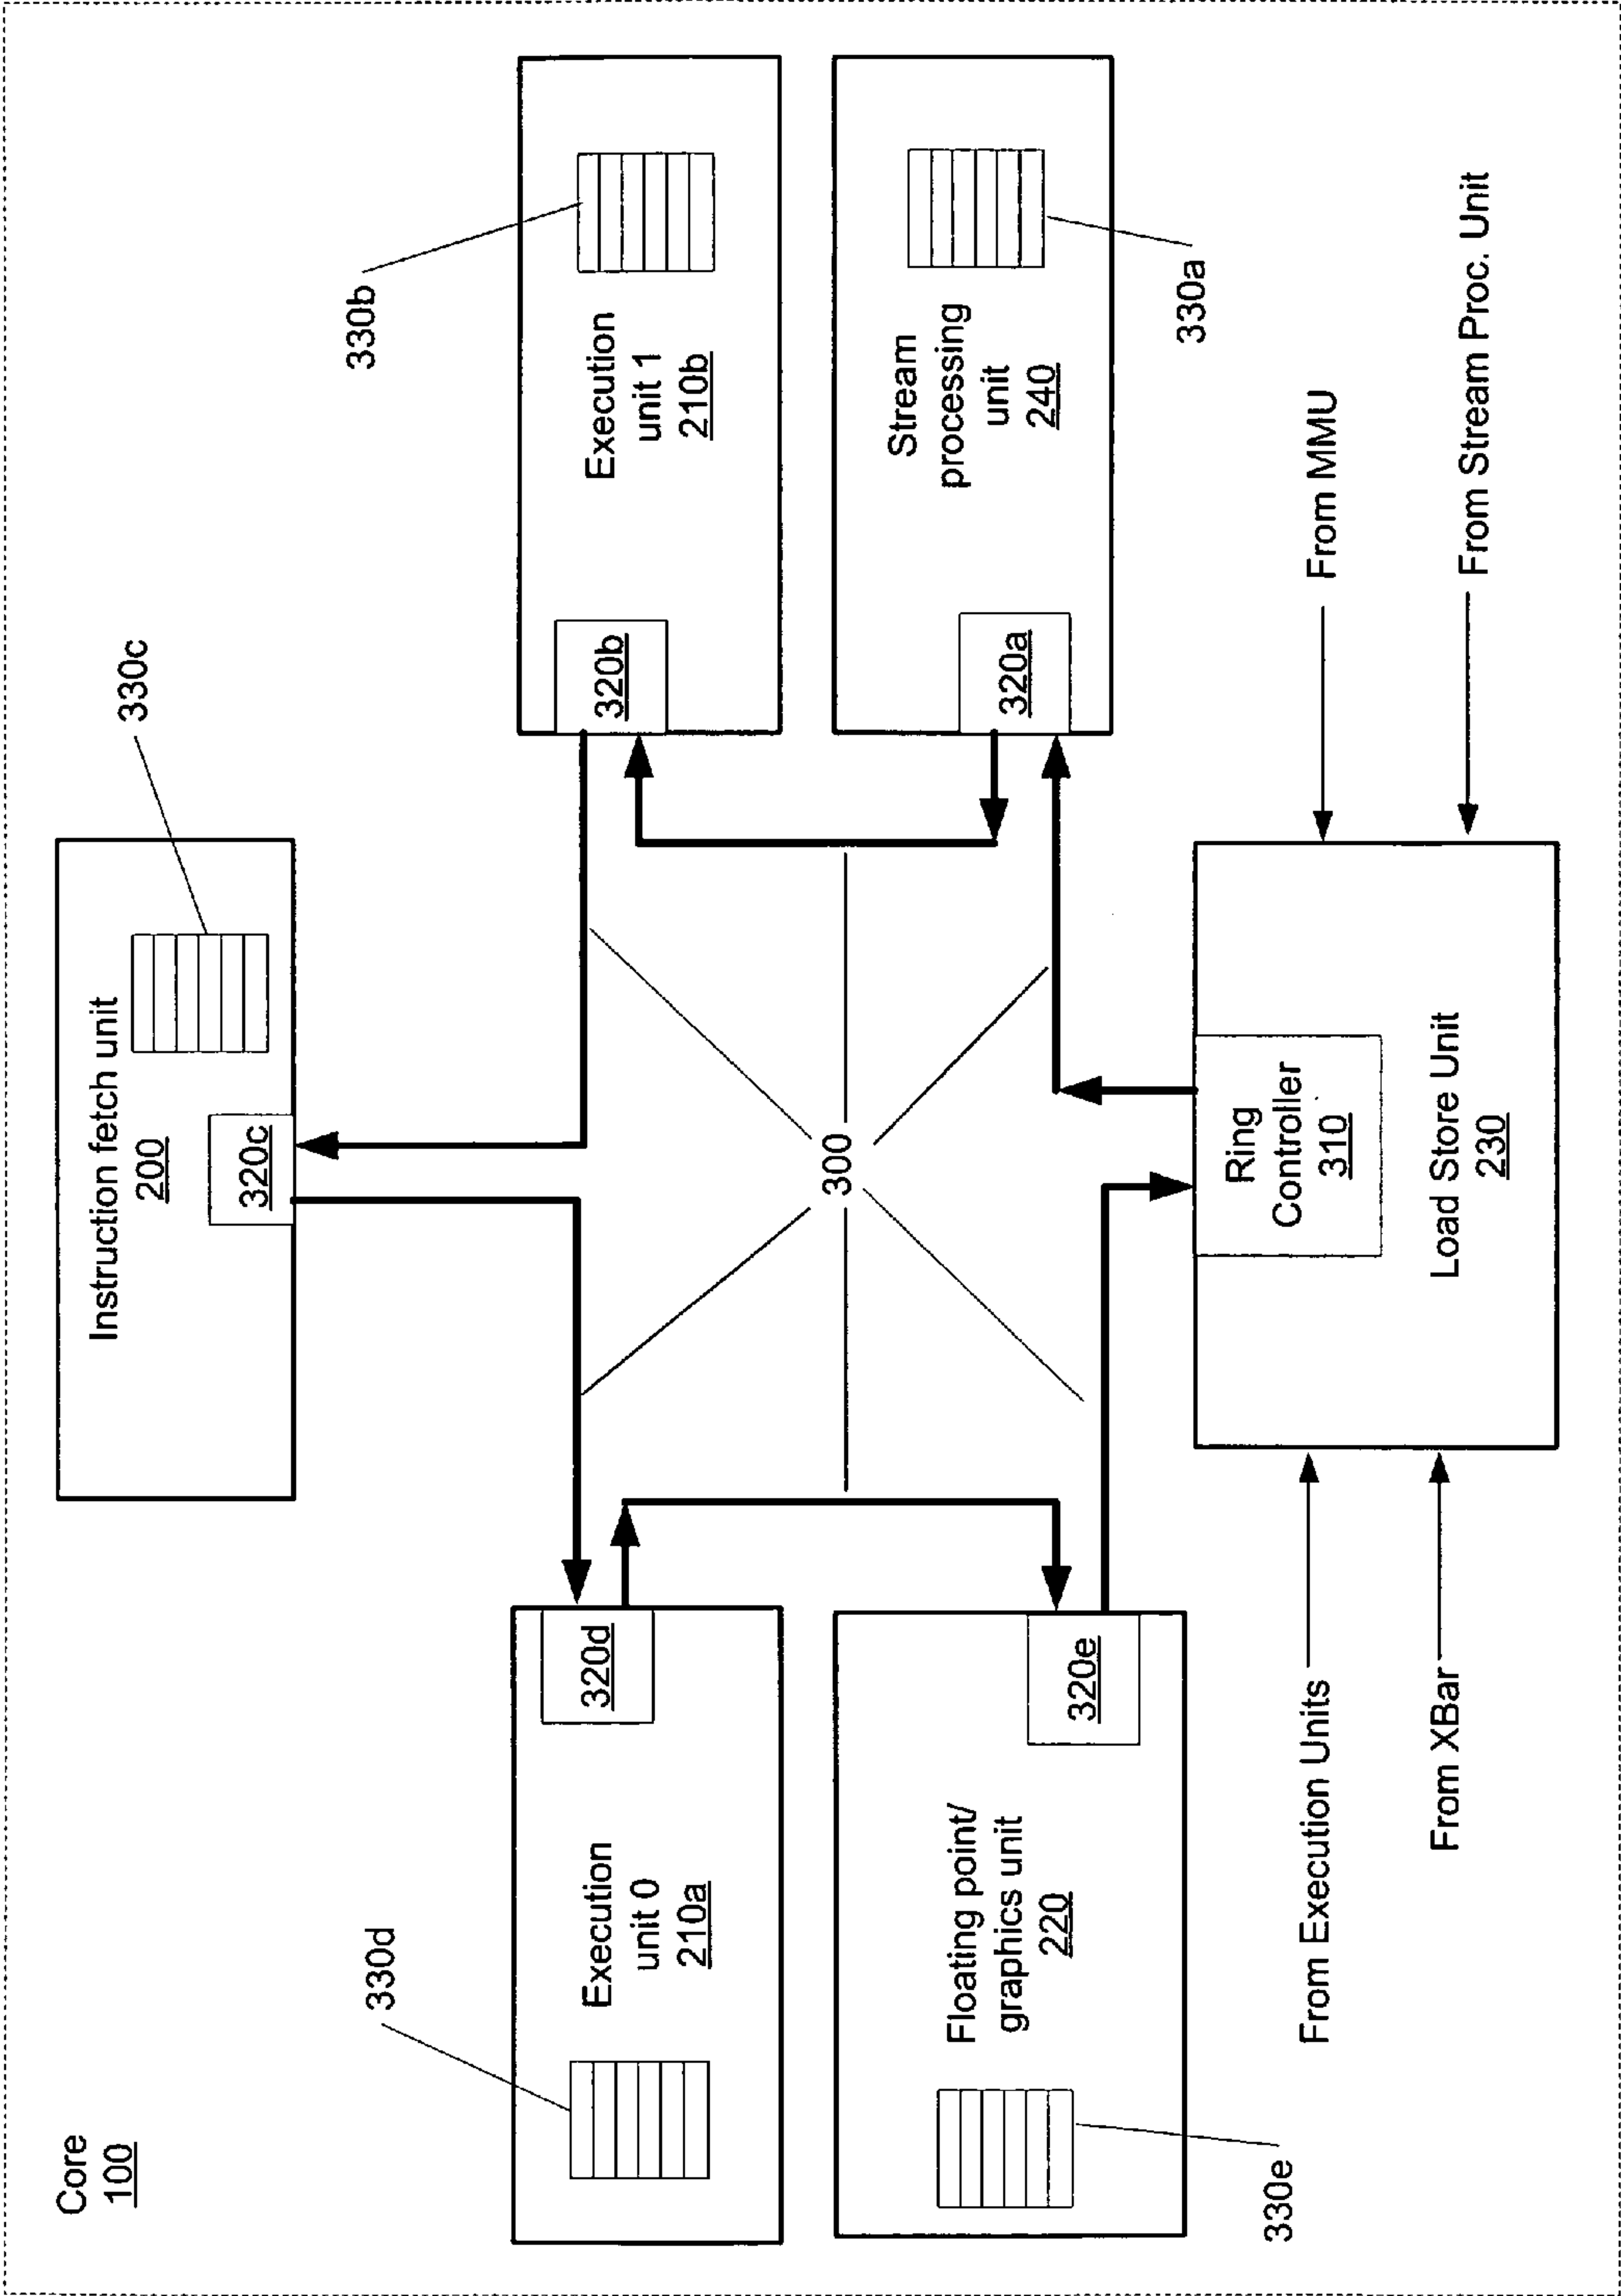 Core
100
Instruction fetch unit
200
320c
330c
330d
Execution
unit 0
210a
320d
330b
320b
Execution
unit 1
210b
300
Floating point/
graphics unit
220
320e
330e
320a
Stream
processing
unit
240
330a
Ring
Controller
310
Load Store Unit
230
From Execution Units
From XBar
From MMU
From Stream Proc. Unit